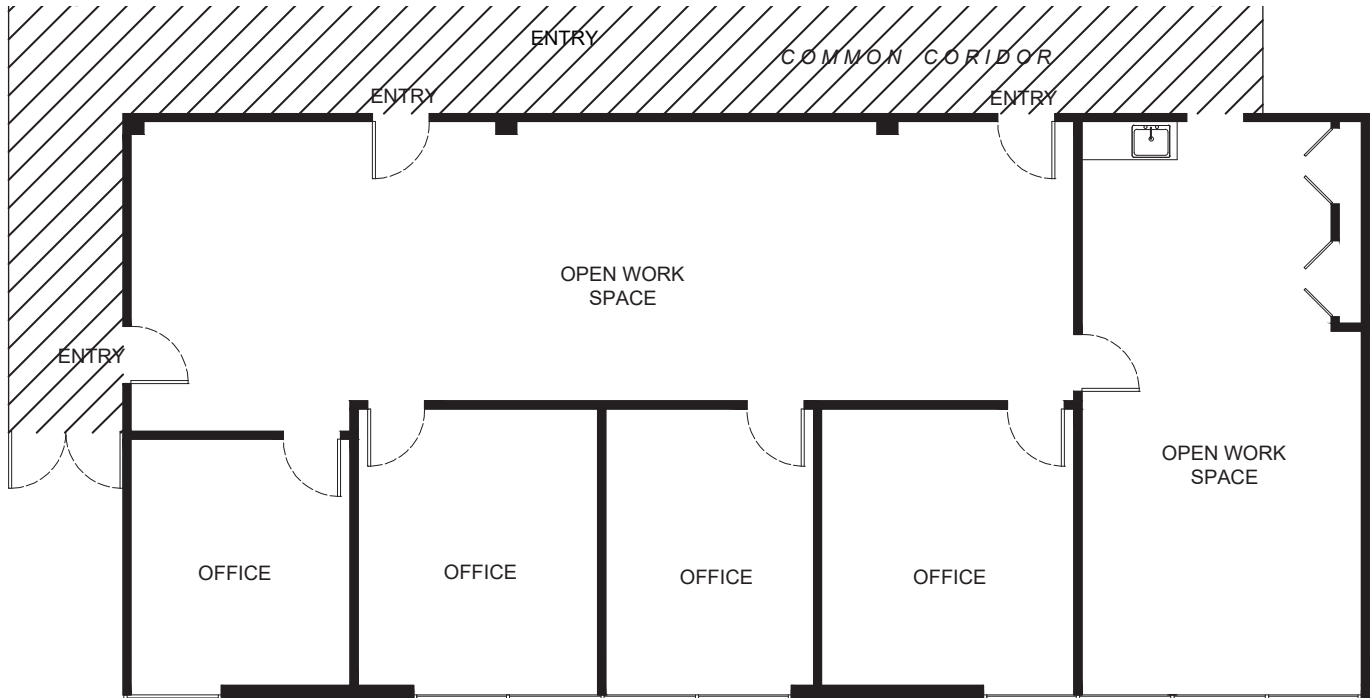 ENTRY
COMMON CORIDOR
ENTRY
ENTRY
OPEN WORK
SPACE
ENTRY
OPEN WORK
SPACE
OFFICE
OFFICE
OFFICE
OFFICE